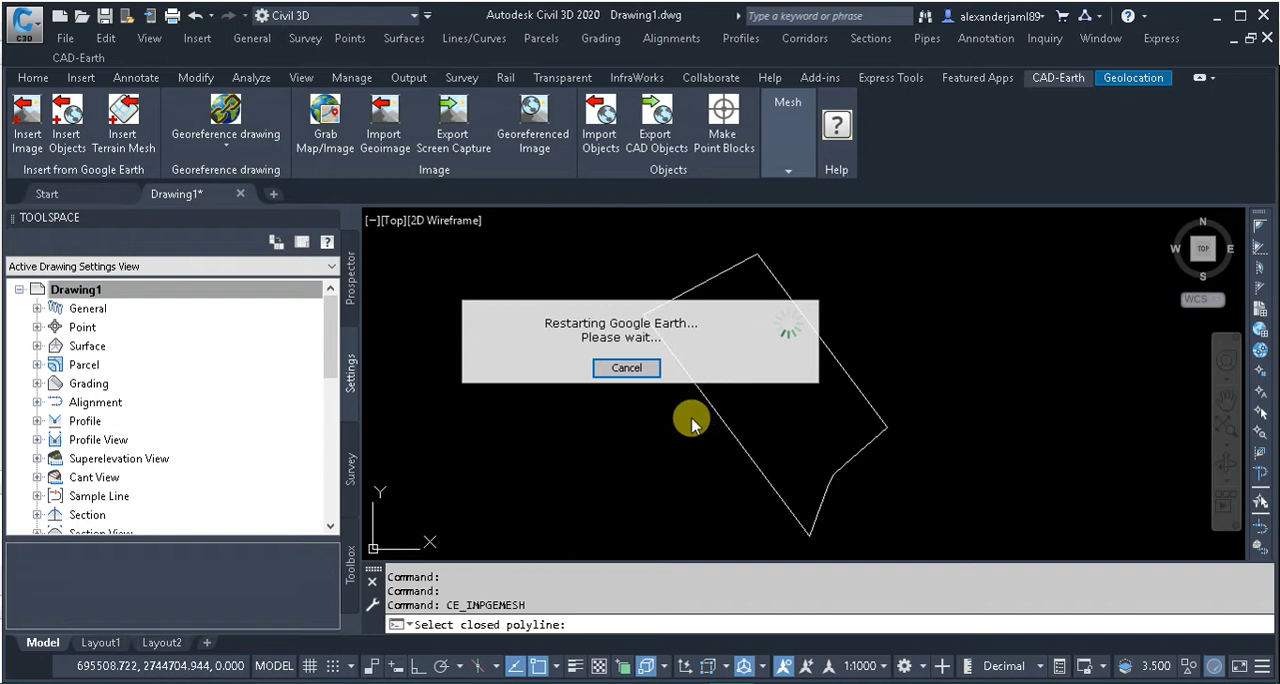 Civil 3D
Autodesk Civil 3D 2020 Drawing1.dwg
Type a keyword or phrase
alexanderjaml89
C3D
File Edit View Insert General Survey Points Surfaces Lines/Curves Parcels Grading Alignments Profiles Corridors Sections Pipes Annotation Inquiry Window Express
CAD-Earth
Home Insert Annotate Modify Analyze View Manage Output Survey Rail Transparent InfraWorks Collaborate Help Add-ins Express Tools Featured Apps CAD-Earth Geolocation
Insert Image
Insert Objects
Insert Terrain Mesh
Georeference drawing
Grab Map/Image
Import Geoimage
Export Screen Capture
Georeferenced Image
Import Objects
Export CAD Objects
Make Point Blocks
Mesh
?
Insert from Google Earth
Georeference drawing
Image
Objects
Help
Start
Drawing1*
TOOLSPACE
[−][Top][2D Wireframe]
Active Drawing Settings View
Drawing1
General
Point
Surface
Parcel
Grading
Alignment
Profile
Profile View
Superelevation View
Cant View
Sample Line
Section
Section View
Prospector
Settings
Survey
Toolbox
Restarting Google Earth...
Please wait...
Cancel
N
W
TOP
E
S
WCS
Y
X
Command:
Command:
Command: CE_IMPGEMESH
Select closed polyline:
Model Layout1 Layout2 +
695508.722, 2744704.944, 0.000 MODEL 1:1000 Decimal 3.500